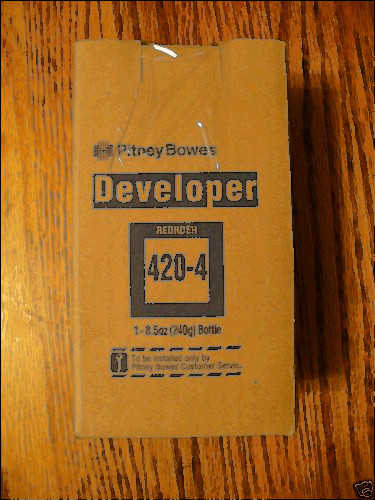 Pitney Bowes
Developer
REORDER
420-4
1 - 8.5oz (240g) Bottle
To be installed only by
Pitney Bowes Customer Service.